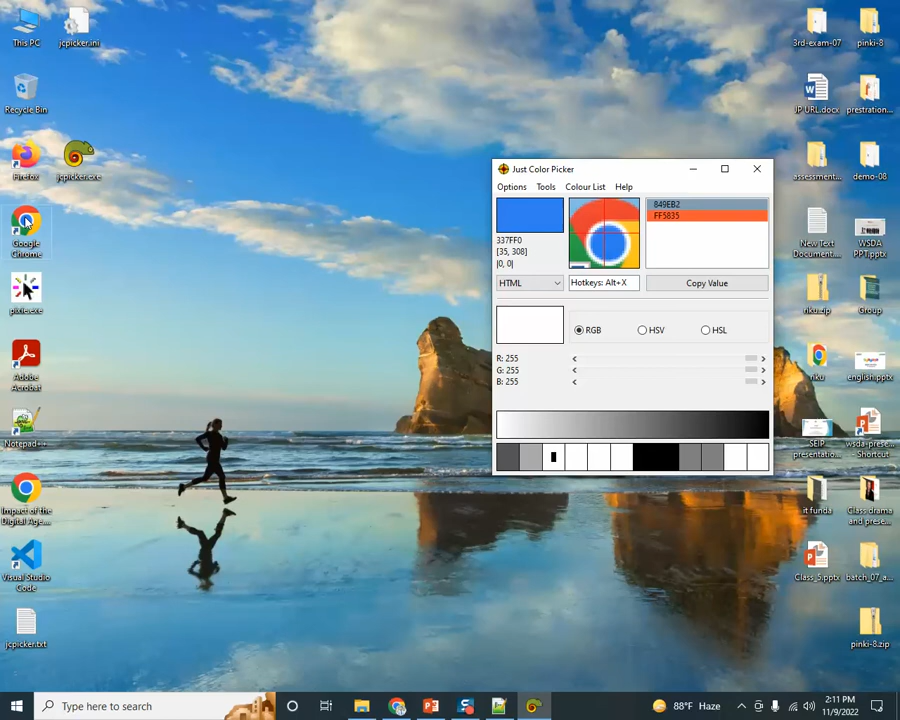 This PC
jcpicker.ini
Recycle Bin
Firefox
jcpicker.exe
Google
Chrome
pixie.exe
Adobe
Acrobat
Notepad++
Impact of the
Digital Age...
Visual Studio
Code
jcpicker.txt
Just Color Picker
Options Tools Colour List Help
337FF0
[35, 308]
|0, 0|
849EB2
FF5835
HTML
Hotkeys: Alt+X
Copy Value
RGB HSV HSL
R: 255
G: 255
B: 255
3rd-exam-07
pinki-8
JP URL.docx
prestration...
assessment...
demo-08
New Text
Document...
WSDA
PPT.pptx
riku.zip
Group
riku
english.pptx
SEIP
presentatio...
wsda-prese...
- Shortcut
it funda
Class drama
and prese...
Class_5.pptx
batch_07_a...
pinki-8.zip
Type here to search
88°F Haze
2:11 PM
11/9/2022